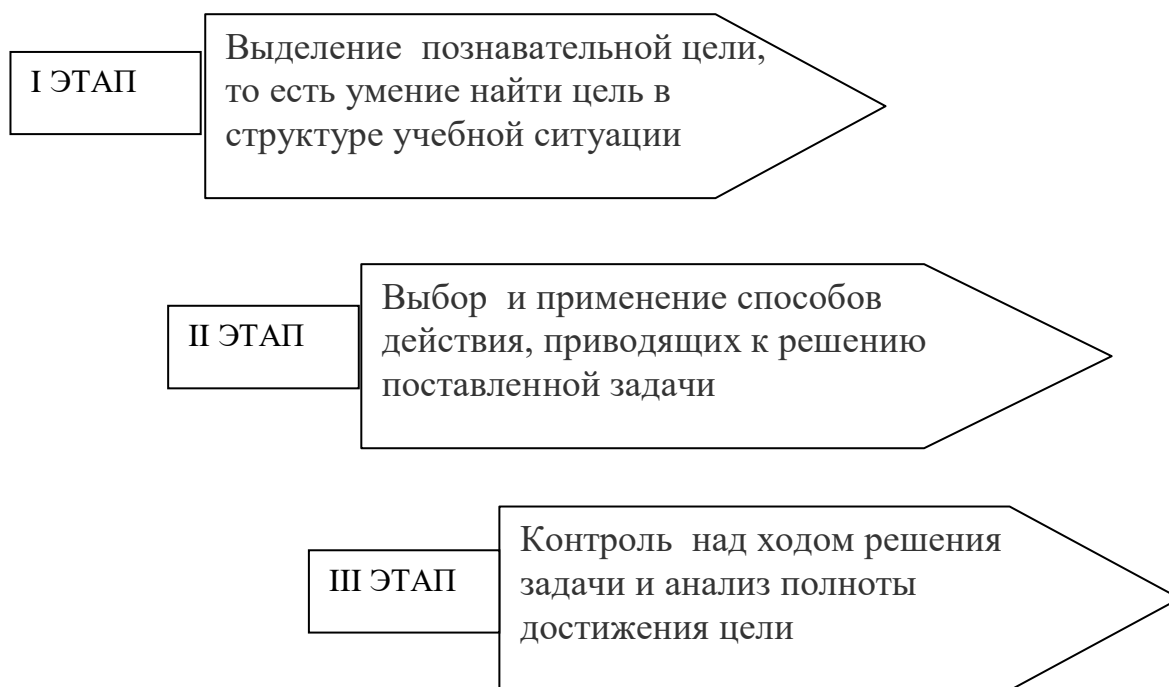 I ЭТАП
Выделение познавательной цели,
то есть умение найти цель в
структуре учебной ситуации
II ЭТАП
Выбор и применение способов
действия, приводящих к решению
поставленной задачи
III ЭТАП
Контроль над ходом решения
задачи и анализ полноты
достижения цели